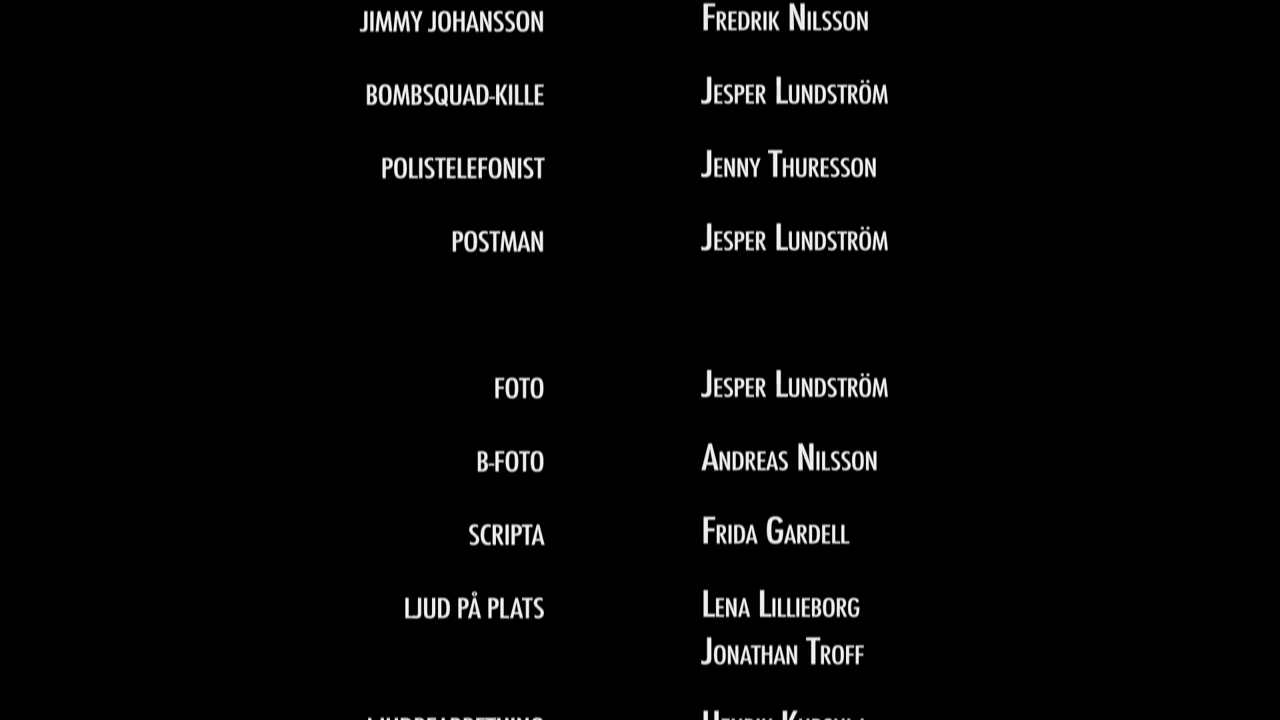 JIMMY JOHANSSON FREDRIK NILSSON
BOMBSQUAD-KILLE JESPER LUNDSTRÖM
POLISTELEFONIST JENNY THURESSON
POSTMAN JESPER LUNDSTRÖM
FOTO JESPER LUNDSTRÖM
B-FOTO ANDREAS NILSSON
SCRIPTA FRIDA GARDELL
LJUD PÅ PLATS LENA LILLIEBORG
JONATHAN TROFF